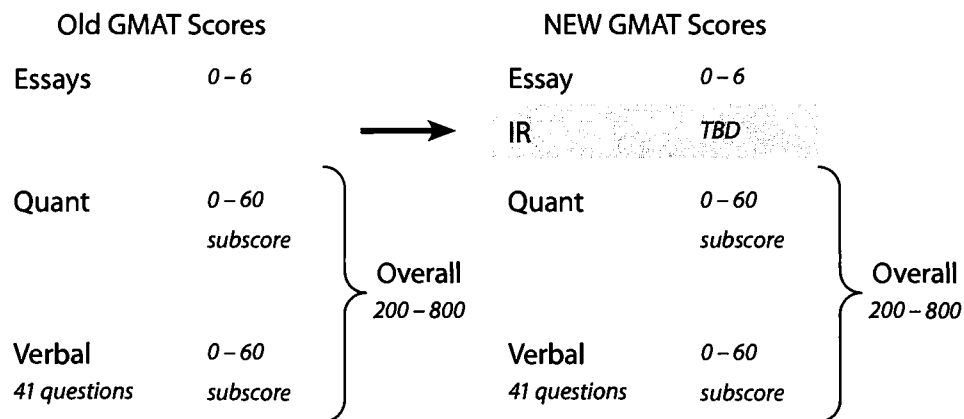 Old GMAT Scores NEW GMAT Scores
Essays 0 – 6 Essay 0 – 6
IR TBD
Quant 0 – 60 Quant 0 – 60
subscore subscore
Overall Overall
200 – 800 200 – 800
Verbal 0 – 60 Verbal 0 – 60
41 questions subscore 41 questions subscore